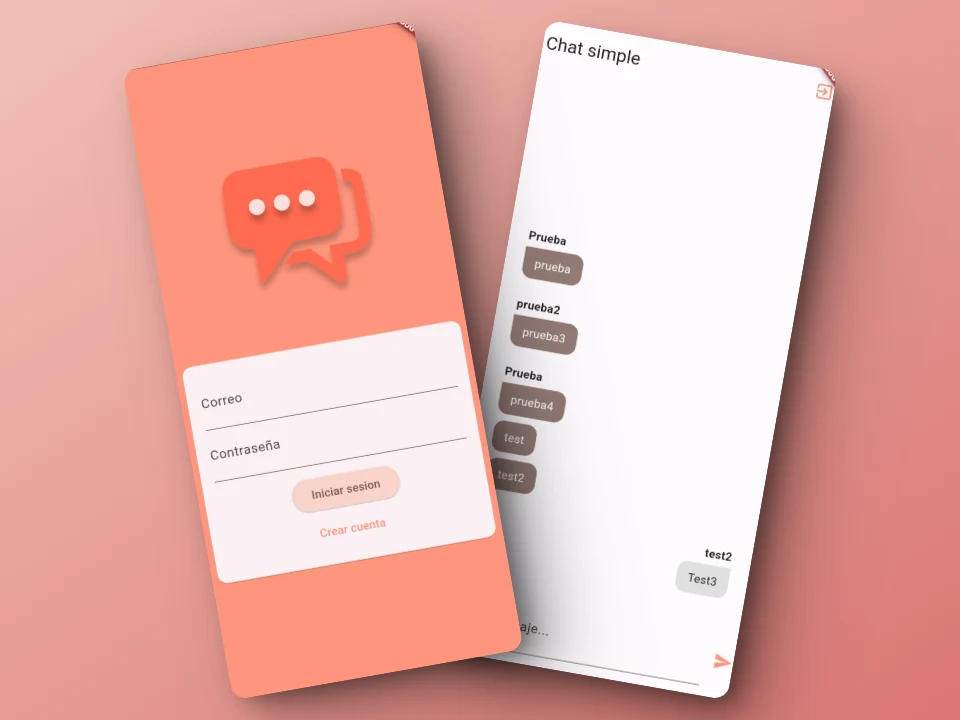 Correo
Contraseña
Iniciar sesion
Crear cuenta
Chat simple
Prueba
prueba
prueba2
prueba3
Prueba
prueba4
test
test2
test2
Test3
aje...